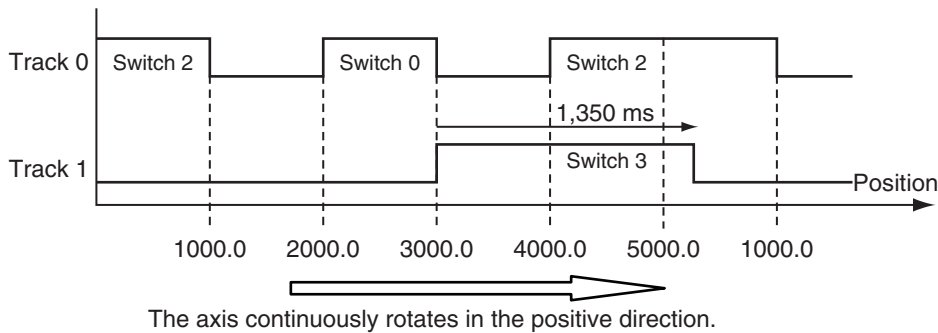 Track 0
Switch 2
Switch 0
Switch 2
1,350 ms
Track 1
Switch 3
Position
1000.0 2000.0 3000.0 4000.0 5000.0 1000.0
The axis continuously rotates in the positive direction.